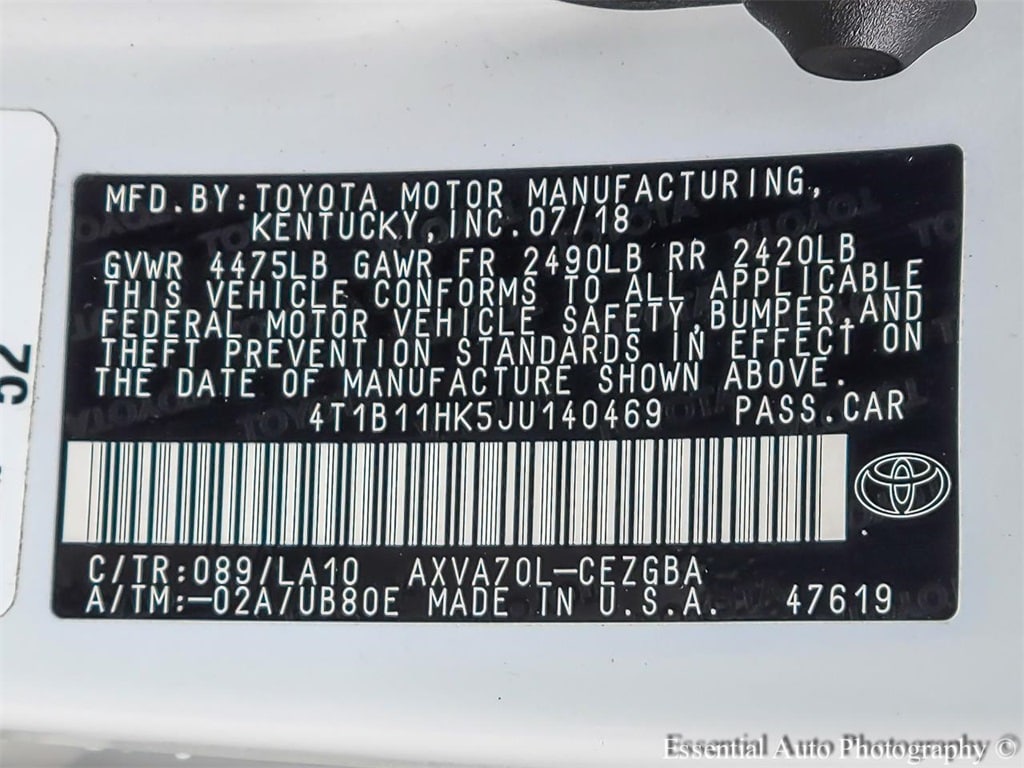 MFD.BY:TOYOTA MOTOR MANUFACTURING,
KENTUCKY,INC.07/18
GVWR 4475LB GAWR FR 2490LB RR 2420LB
THIS VEHICLE CONFORMS TO ALL APPLICABLE
FEDERAL MOTOR VEHICLE SAFETY,BUMPER,AND
THEFT PREVENTION STANDARDS IN EFFECT ON
THE DATE OF MANUFACTURE SHOWN ABOVE.
4T1B11HK5JU140469 PASS.CAR
C/TR:089/LA10 AXVA70L-CEZGBA
A/TM:-02A/UB80E MADE IN U.S.A. 47619
52
Essential Auto Photography ©